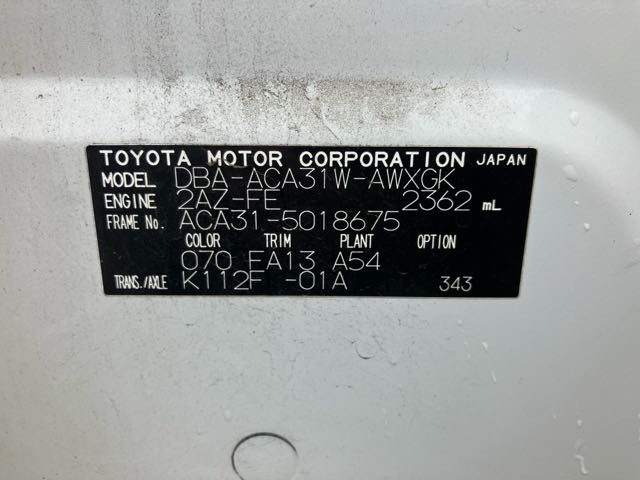 TOYOTA MOTOR CORPORATION JAPAN
MODEL DBA-ACA31W-AWXGK
ENGINE 2AZ-FE 2362 mL
FRAME No. ACA31-5018675
COLOR TRIM PLANT OPTION
070 FA13 A54
TRANS./AXLE K112F -01A 343